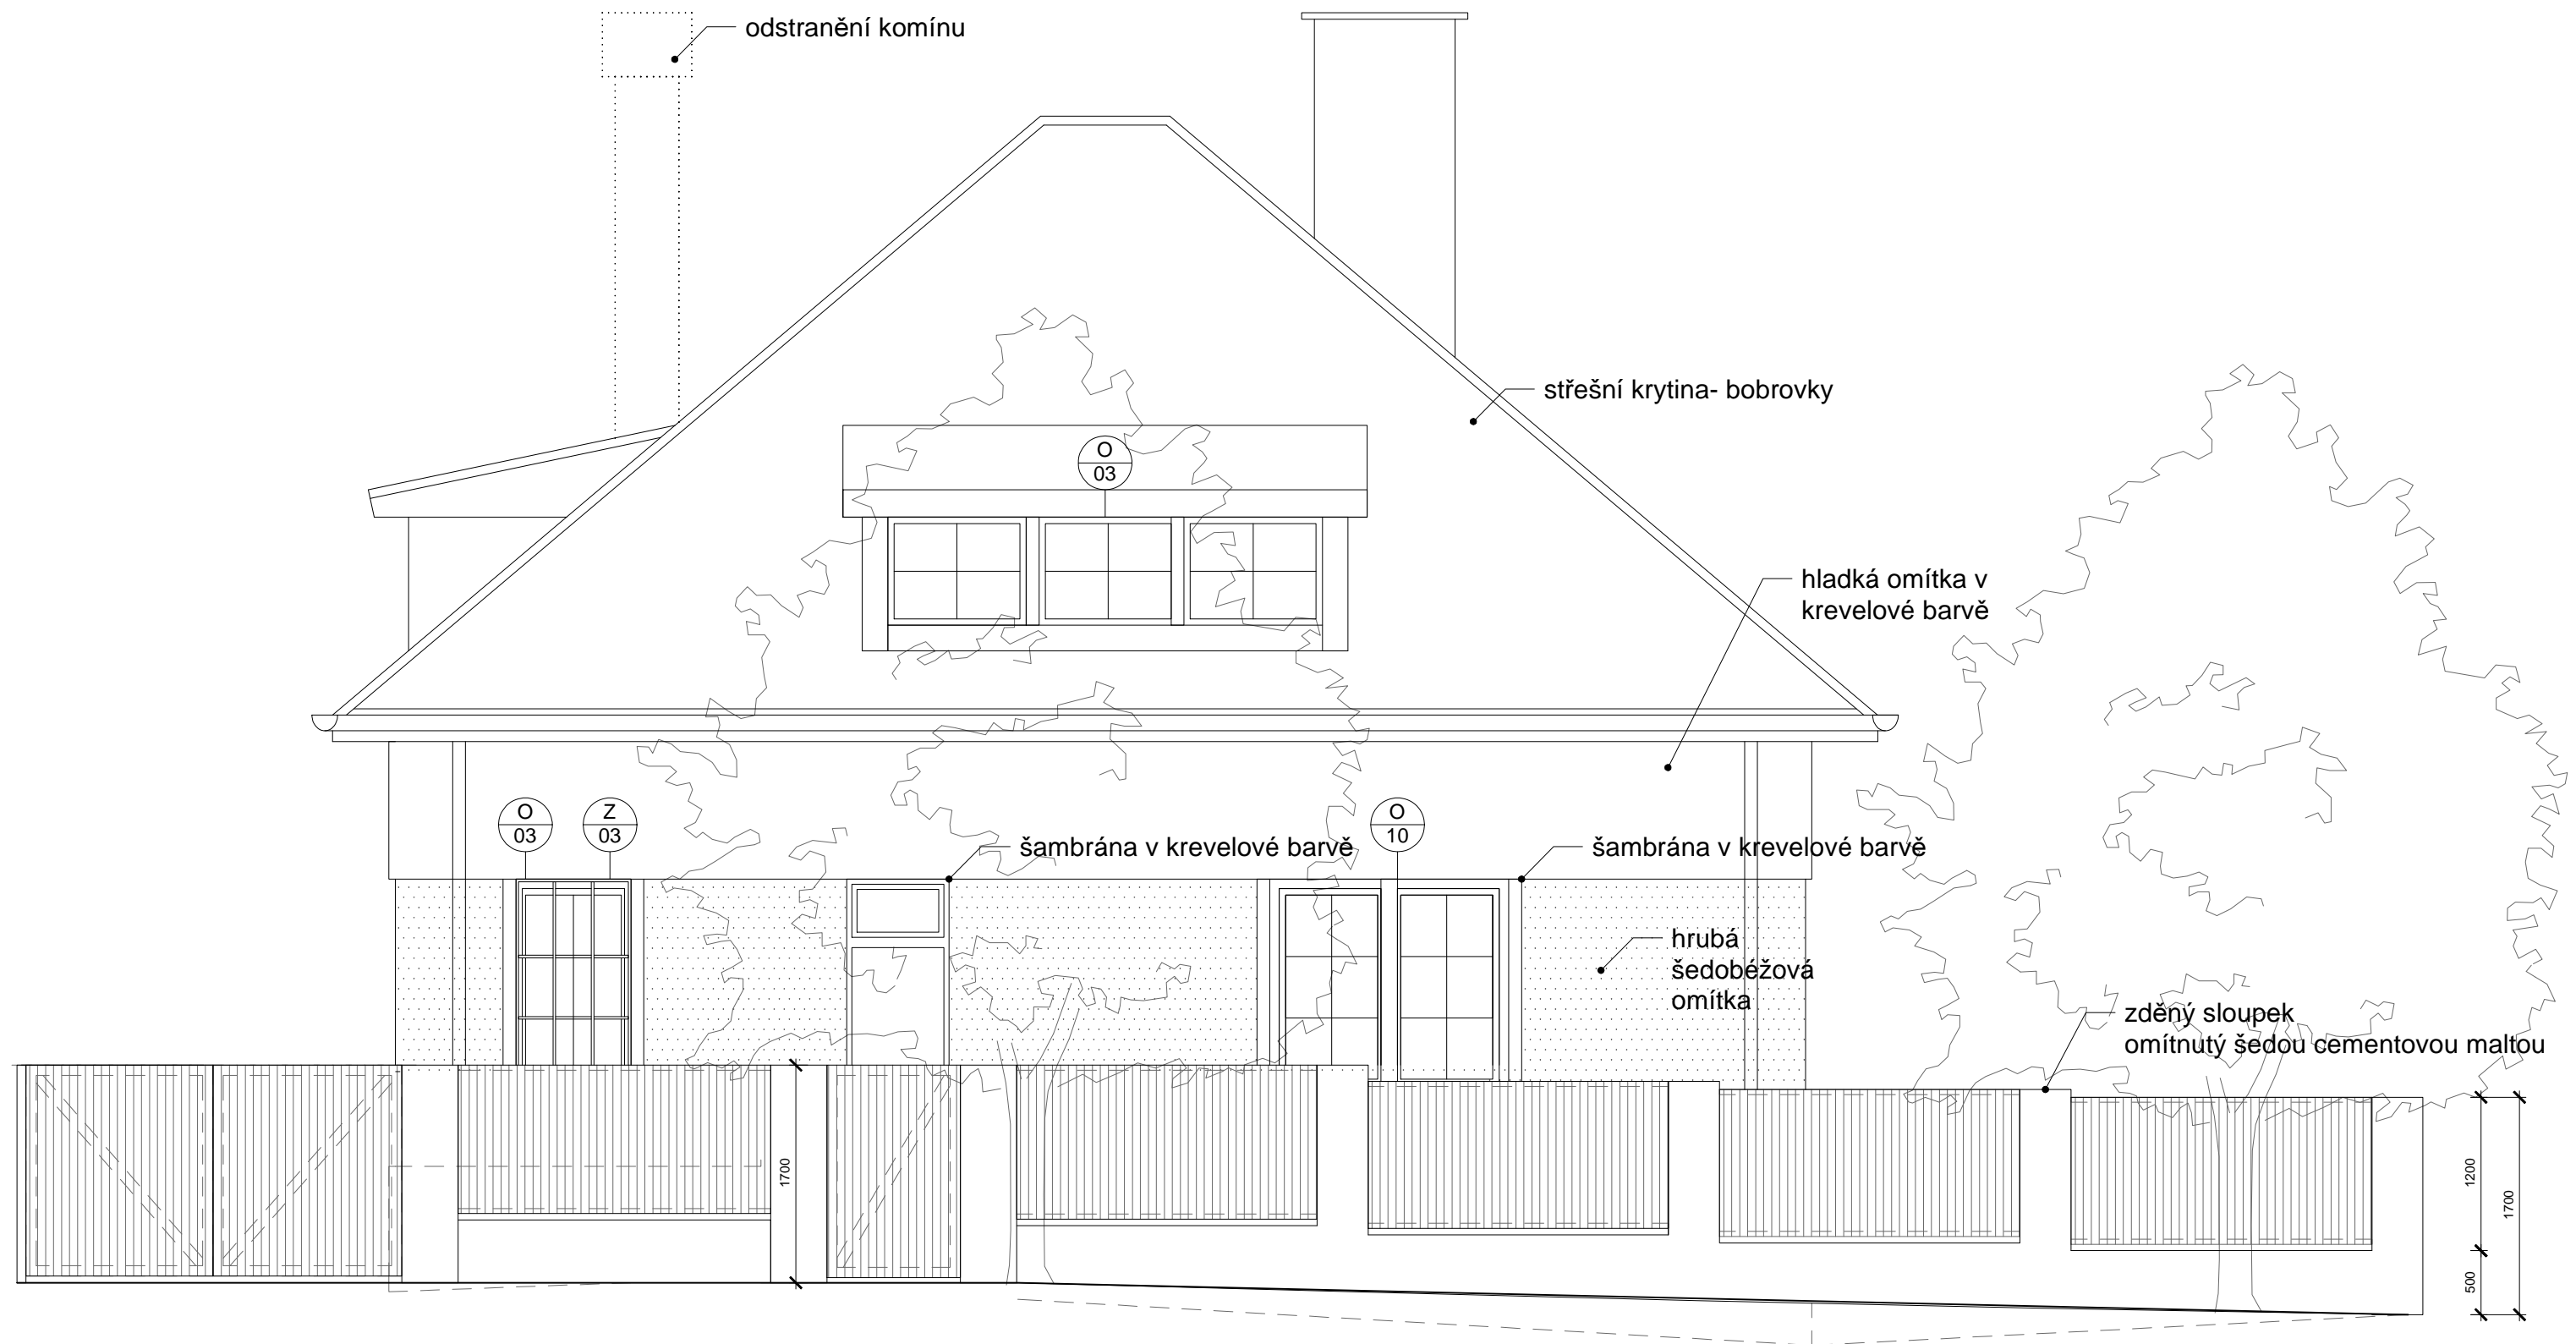 odstranění komínu
střešní krytina- bobrovky
O
03
hladká omítka v
krevelové barvě
O
03
Z
03
O
10
šambrána v krevelové barvě
šambrána v krevelové barvě
hrubá
šedobéžová
omítka
zděný sloupek
omítnutý šedou cementovou maltou
1700
1200
1700
500